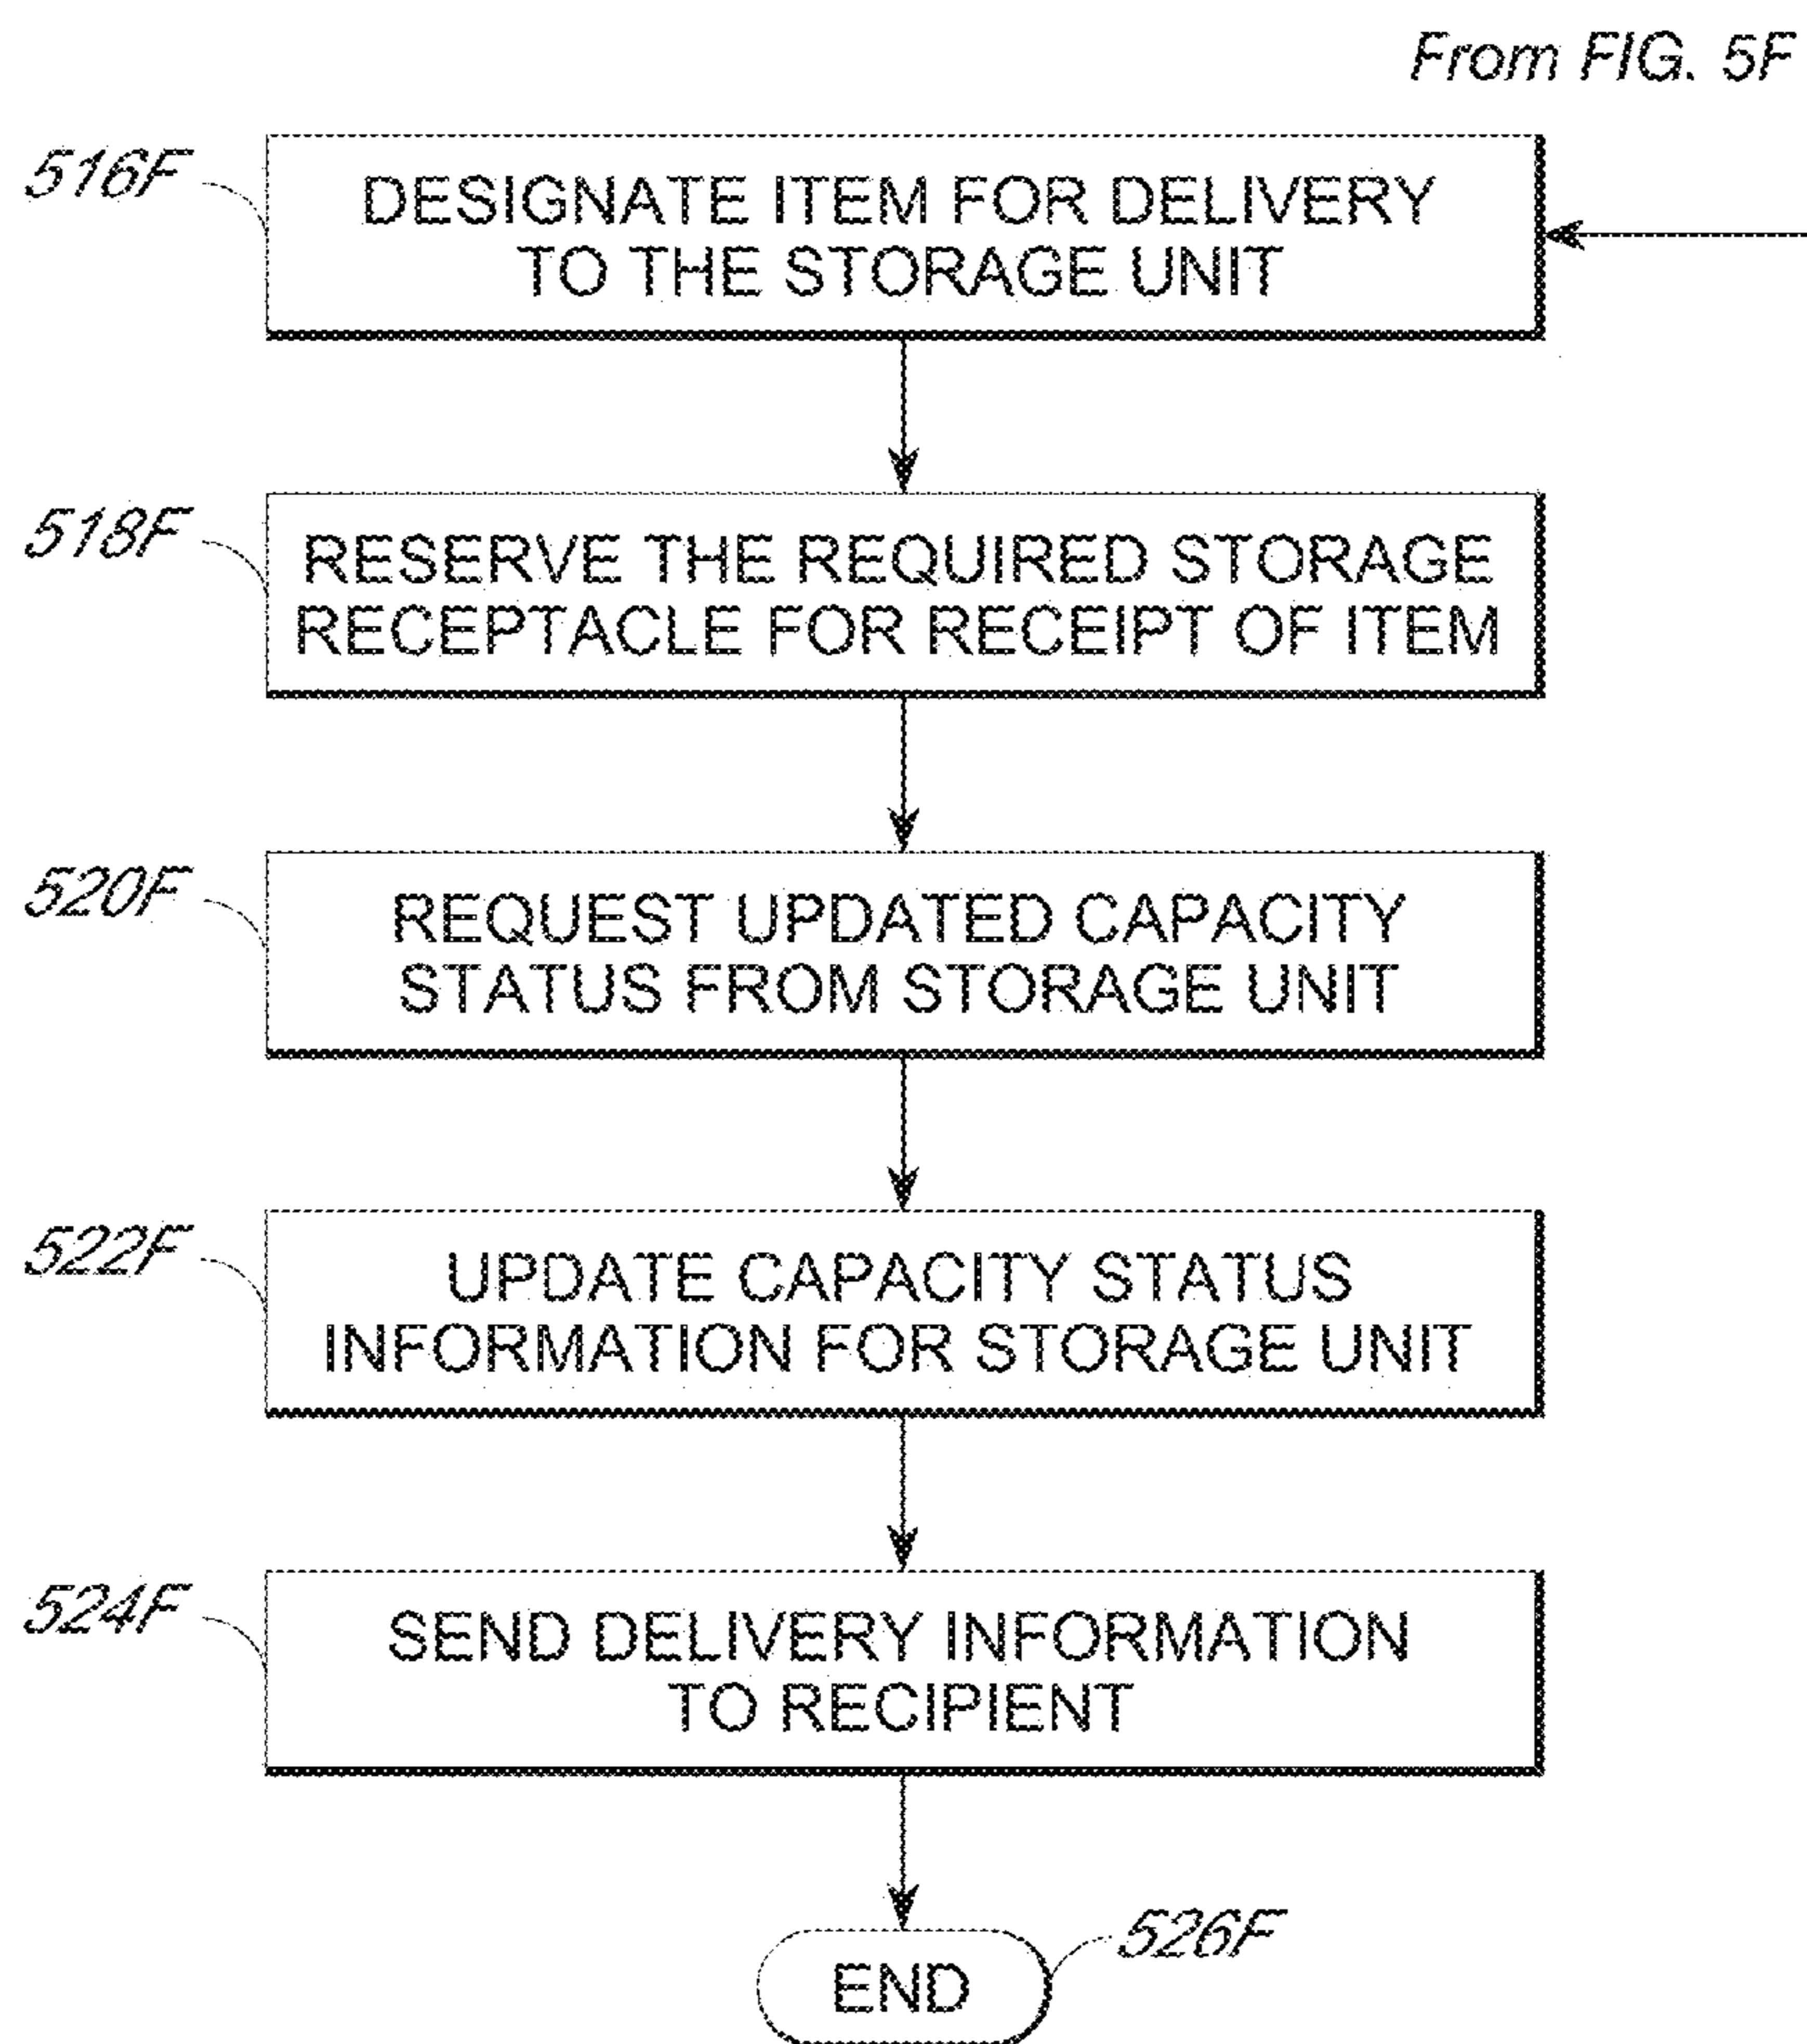 From FIG. 5F
516F
DESIGNATE ITEM FOR DELIVERY
TO THE STORAGE UNIT
518F
RESERVE THE REQUIRED STORAGE
RECEPTACLE FOR RECEIPT OF ITEM
520F
REQUEST UPDATED CAPACITY
STATUS FROM STORAGE UNIT
522F
UPDATE CAPACITY STATUS
INFORMATION FOR STORAGE UNIT
524F
SEND DELIVERY INFORMATION
TO RECIPIENT
526F
END